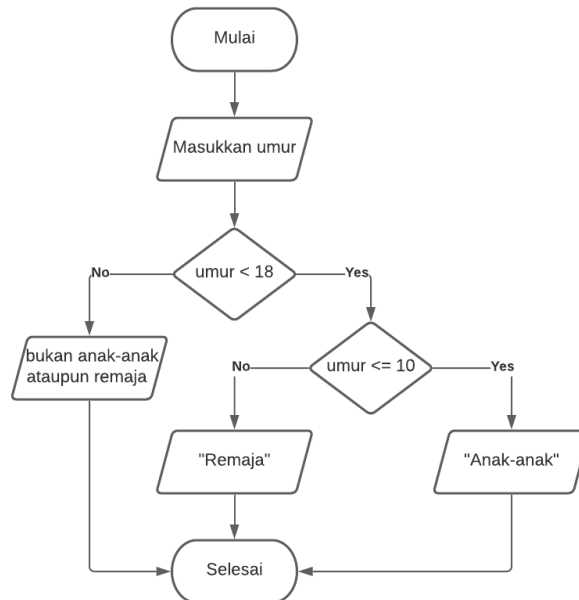 Mulai
Masukkan umur
umur < 18
No
Yes
bukan anak-anak
ataupun remaja
umur <= 10
No
Yes
"Remaja"
"Anak-anak"
Selesai